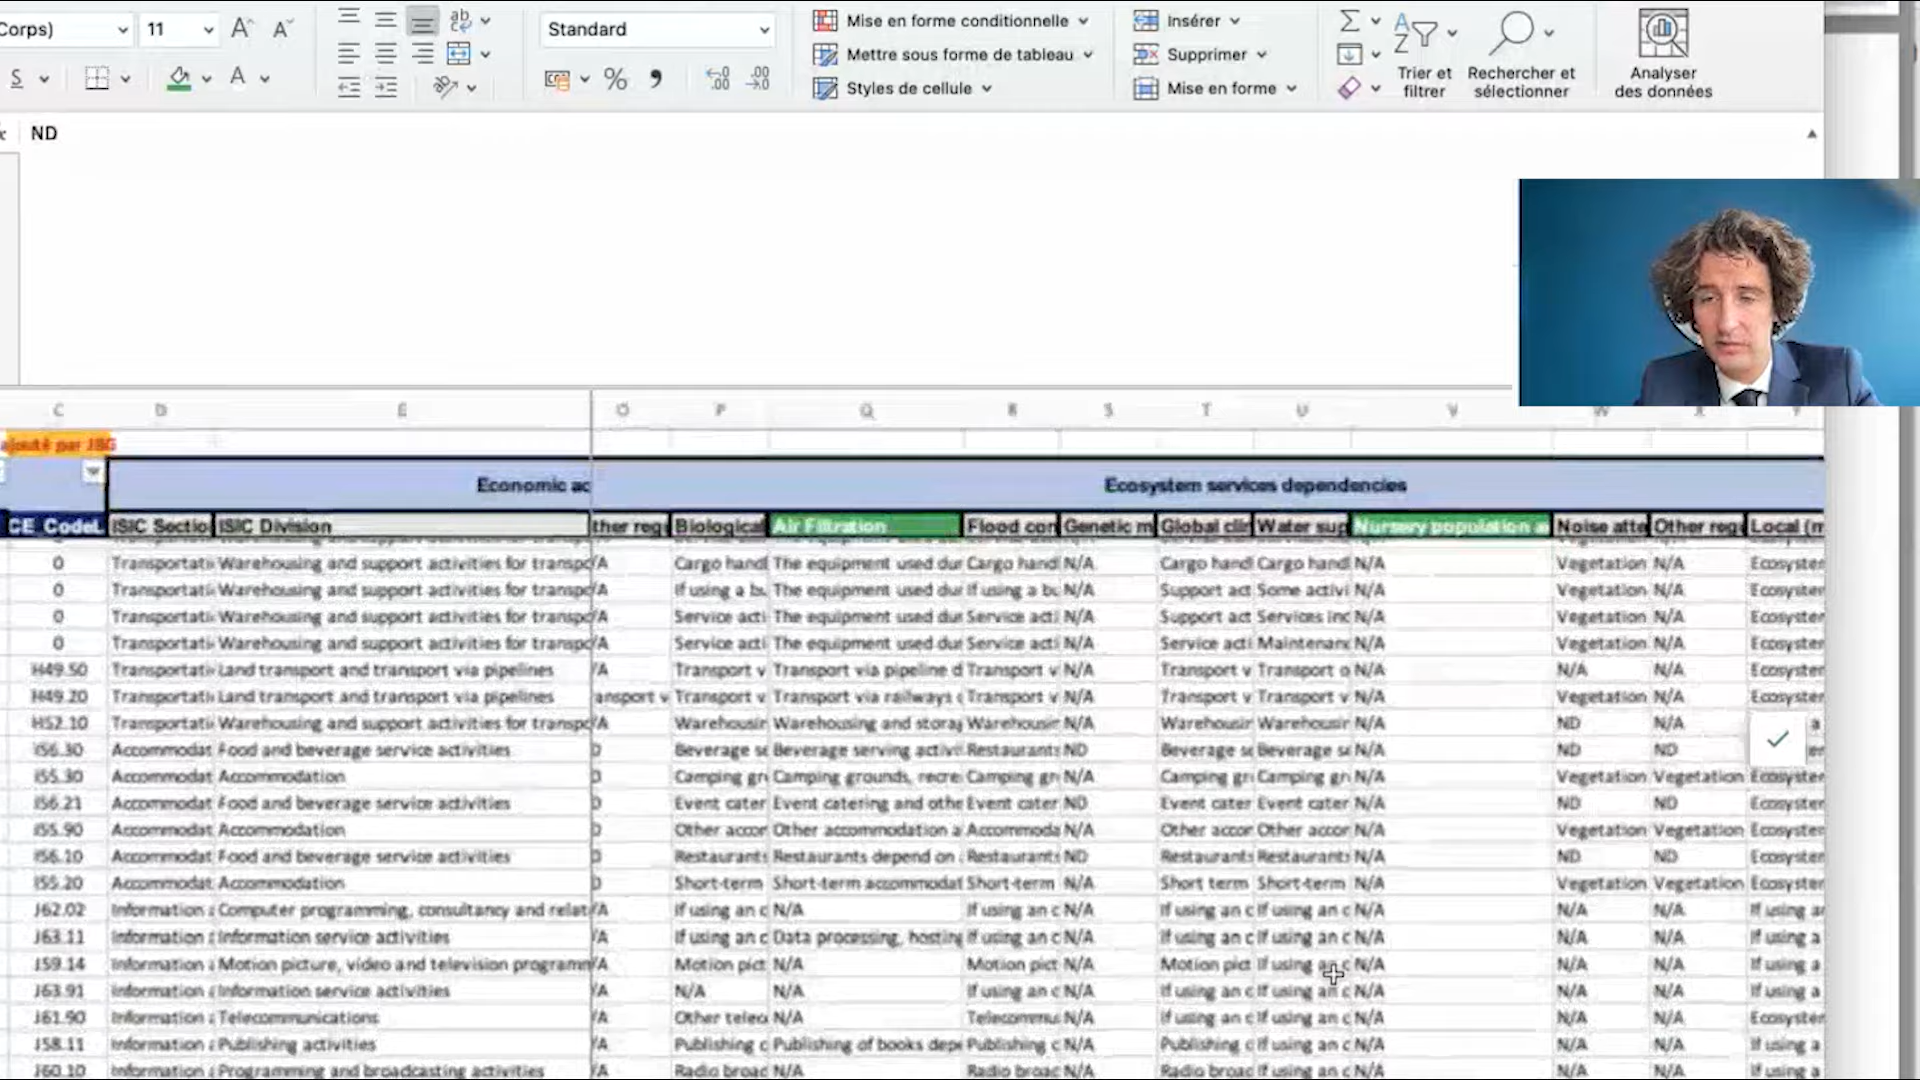 Corps) 11 Standard Mise en forme conditionnelle Insérer
Mettre sous forme de tableau Supprimer
Styles de cellule Mise en forme
Trier et filtrer Rechercher et sélectionner Analyser des données
ND
C D E O P Q R S T U V
ajouté par JBG
Economic ac Ecosystem services dependencies
CE_CodeL ISIC Sectio ISIC Division ther reg Biological Air Filtration Flood con Genetic m Global clim Water sup Nursery population a Noise atte Other reg Local (m
0 Transportati Warehousing and support activities for transpo /A Cargo handl The equipment used dur Cargo handl N/A Cargo handl Cargo handl N/A Vegetation N/A Ecosyster
0 Transportati Warehousing and support activities for transpo /A If using a bu The equipment used dur If using a bu N/A Support act Some activi N/A Vegetation N/A Ecosyster
0 Transportati Warehousing and support activities for transpo /A Service acti The equipment used dur Service acti N/A Support act Services inc N/A Vegetation N/A Ecosyster
0 Transportati Warehousing and support activities for transpo /A Service acti The equipment used dur Service acti N/A Service acti Maintenanc N/A Vegetation N/A Ecosyster
H49.50 Transportati Land transport and transport via pipelines /A Transport v Transport via pipeline d Transport v N/A Transport v Transport o N/A N/A N/A Ecosyster
H49.20 Transportati Land transport and transport via pipelines ansport v Transport v Transport via railways Transport v N/A Transport v Transport v N/A Vegetation N/A Ecosyster
H52.10 Transportati Warehousing and support activities for transpo /A Warehousin Warehousing and storag Warehousin N/A Warehousin Warehousin N/A ND N/A a
I56.30 Accommodat Food and beverage service activities D Beverage se Beverage serving activi Restaurants ND Beverage se Beverage se N/A ND ND
I55.30 Accommodat Accommodation D Camping gr Camping grounds, recre Camping gr N/A Camping gr Camping gr N/A Vegetation Vegetation Ecosyster
I56.21 Accommodat Food and beverage service activities D Event cater Event catering and othe Event cater ND Event cater Event cater N/A ND ND Ecosyster
I55.90 Accommodat Accommodation D Other accor Other accommodation a Accommoda N/A Other accor Other accor N/A Vegetation Vegetation Ecosyster
I56.10 Accommodat Food and beverage service activities D Restaurants Restaurants depend on Restaurants ND Restaurants Restaurants N/A ND ND Ecosyster
I55.20 Accommodat Accommodation D Short-term Short-term accommodat Short-term N/A Short term Short-term N/A Vegetation Vegetation Ecosyster
J62.02 Information Computer programming, consultancy and relat /A If using an c N/A If using an c N/A If using an c If using an c N/A N/A N/A If using an
J63.11 Information Information service activities /A If using an c Data processing, hosting If using an c N/A If using an c If using an c N/A N/A N/A If using a
J59.14 Information Motion picture, video and television programm /A Motion pict N/A Motion pict N/A Motion pict If using an c N/A N/A N/A If using a
J63.91 Information Information service activities /A N/A N/A If using an c N/A If using an c If using an c N/A N/A N/A If using a
J61.90 Information Telecommunications /A Other teleo N/A Telecommu N/A If using an c If using an c N/A N/A N/A Ecosyster
J58.11 Information Publishing activities /A Publishing o Publishing of books depe Publishing c N/A Publishing c If using an c N/A N/A N/A If using a
J60.10 Information Programming and broadcasting activities /A Radio broac N/A Radio broac N/A Radio broac If using an c N/A N/A N/A If using a